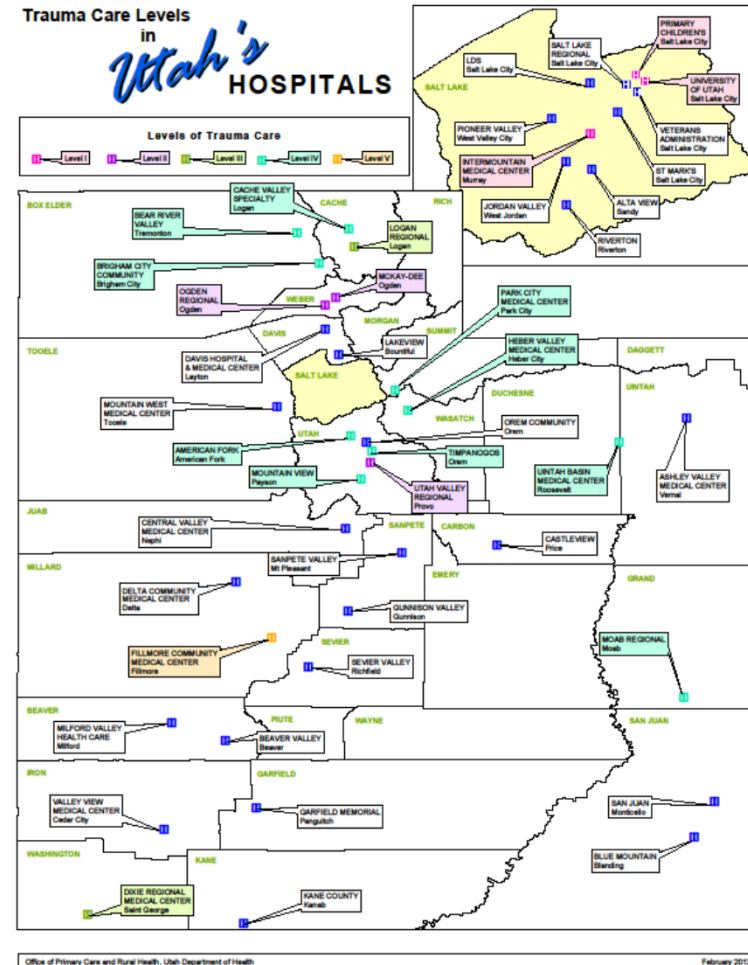 Trauma Care Levels
in
Utah's
HOSPITALS
Levels of Trauma Care
Level I
Level II
Level III
Level IV
Level V
SALT LAKE
LDS
Salt Lake City
SALT LAKE
REGIONAL
Salt Lake City
PRIMARY
CHILDREN'S
Salt Lake City
UNIVERSITY
OF UTAH
Salt Lake City
PIONEER VALLEY
West Valley City
VETERANS
ADMINISTRATION
Salt Lake City
INTERMOUNTAIN
MEDICAL CENTER
Murray
ST MARK'S
Salt Lake City
JORDAN VALLEY
West Jordan
ALTA VIEW
Sandy
RIVERTON
Riverton
BOX ELDER
CACHE VALLEY
SPECIALTY
Logan
CACHE
RICH
BEAR RIVER
VALLEY
Tremonton
LOGAN
REGIONAL
Logan
BRIGHAM CITY
COMMUNITY
Brigham City
MCKAY-DEE
Ogden
OGDEN
REGIONAL
Ogden
WEBER
MORGAN
DAVIS
SUMMIT
PARK CITY
MEDICAL CENTER
Park City
TOOELE
DAVIS HOSPITAL
& MEDICAL CENTER
Layton
LAKEVIEW
Bountiful
HEBER VALLEY
MEDICAL CENTER
Heber City
DAGGETT
SALT LAKE
UINTAH
DUCHESNE
MOUNTAIN WEST
MEDICAL CENTER
Tooele
WASATCH
UTAH
OREM COMMUNITY
Orem
AMERICAN FORK
American Fork
TIMPANOGOS
Orem
MOUNTAIN VIEW
Payson
UINTAH BASIN
MEDICAL CENTER
Roosevelt
ASHLEY VALLEY
MEDICAL CENTER
Vernal
UTAH VALLEY
REGIONAL
Provo
JUAB
CENTRAL VALLEY
MEDICAL CENTER
Nephi
SANPETE
CARBON
CASTLEVIEW
Price
MILLARD
SANPETE VALLEY
Mt Pleasant
EMERY
GRAND
DELTA COMMUNITY
MEDICAL CENTER
Delta
GUNNISON VALLEY
Gunnison
FILLMORE COMMUNITY
MEDICAL CENTER
Fillmore
SEVIER
SEVIER VALLEY
Richfield
MOAB REGIONAL
Moab
BEAVER
MILFORD VALLEY
HEALTH CARE
Milford
PIUTE
WAYNE
SAN JUAN
BEAVER VALLEY
Beaver
IRON
GARFIELD
VALLEY VIEW
MEDICAL CENTER
Cedar City
GARFIELD MEMORIAL
Panguitch
SAN JUAN
Monticello
WASHINGTON
KANE
BLUE MOUNTAIN
Blanding
DIXIE REGIONAL
MEDICAL CENTER
Saint George
KANE COUNTY
Kanab
Office of Primary Care and Rural Health, Utah Department of Health
February 2013